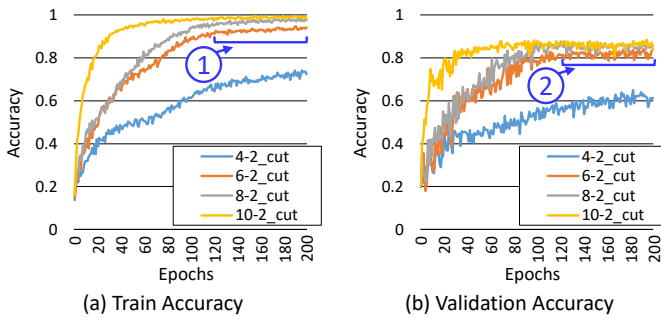 1
0.8
0.6
0.4
0.2
0
Accuracy
0
20
40
60
80
100
120
140
160
180
200
Epochs
1
4-2_cut
6-2_cut
8-2_cut
10-2_cut
(a) Train Accuracy
1
0.8
0.6
0.4
0.2
0
Accuracy
0
20
40
60
80
100
120
140
160
180
200
Epochs
2
4-2_cut
6-2_cut
8-2_cut
10-2_cut
(b) Validation Accuracy